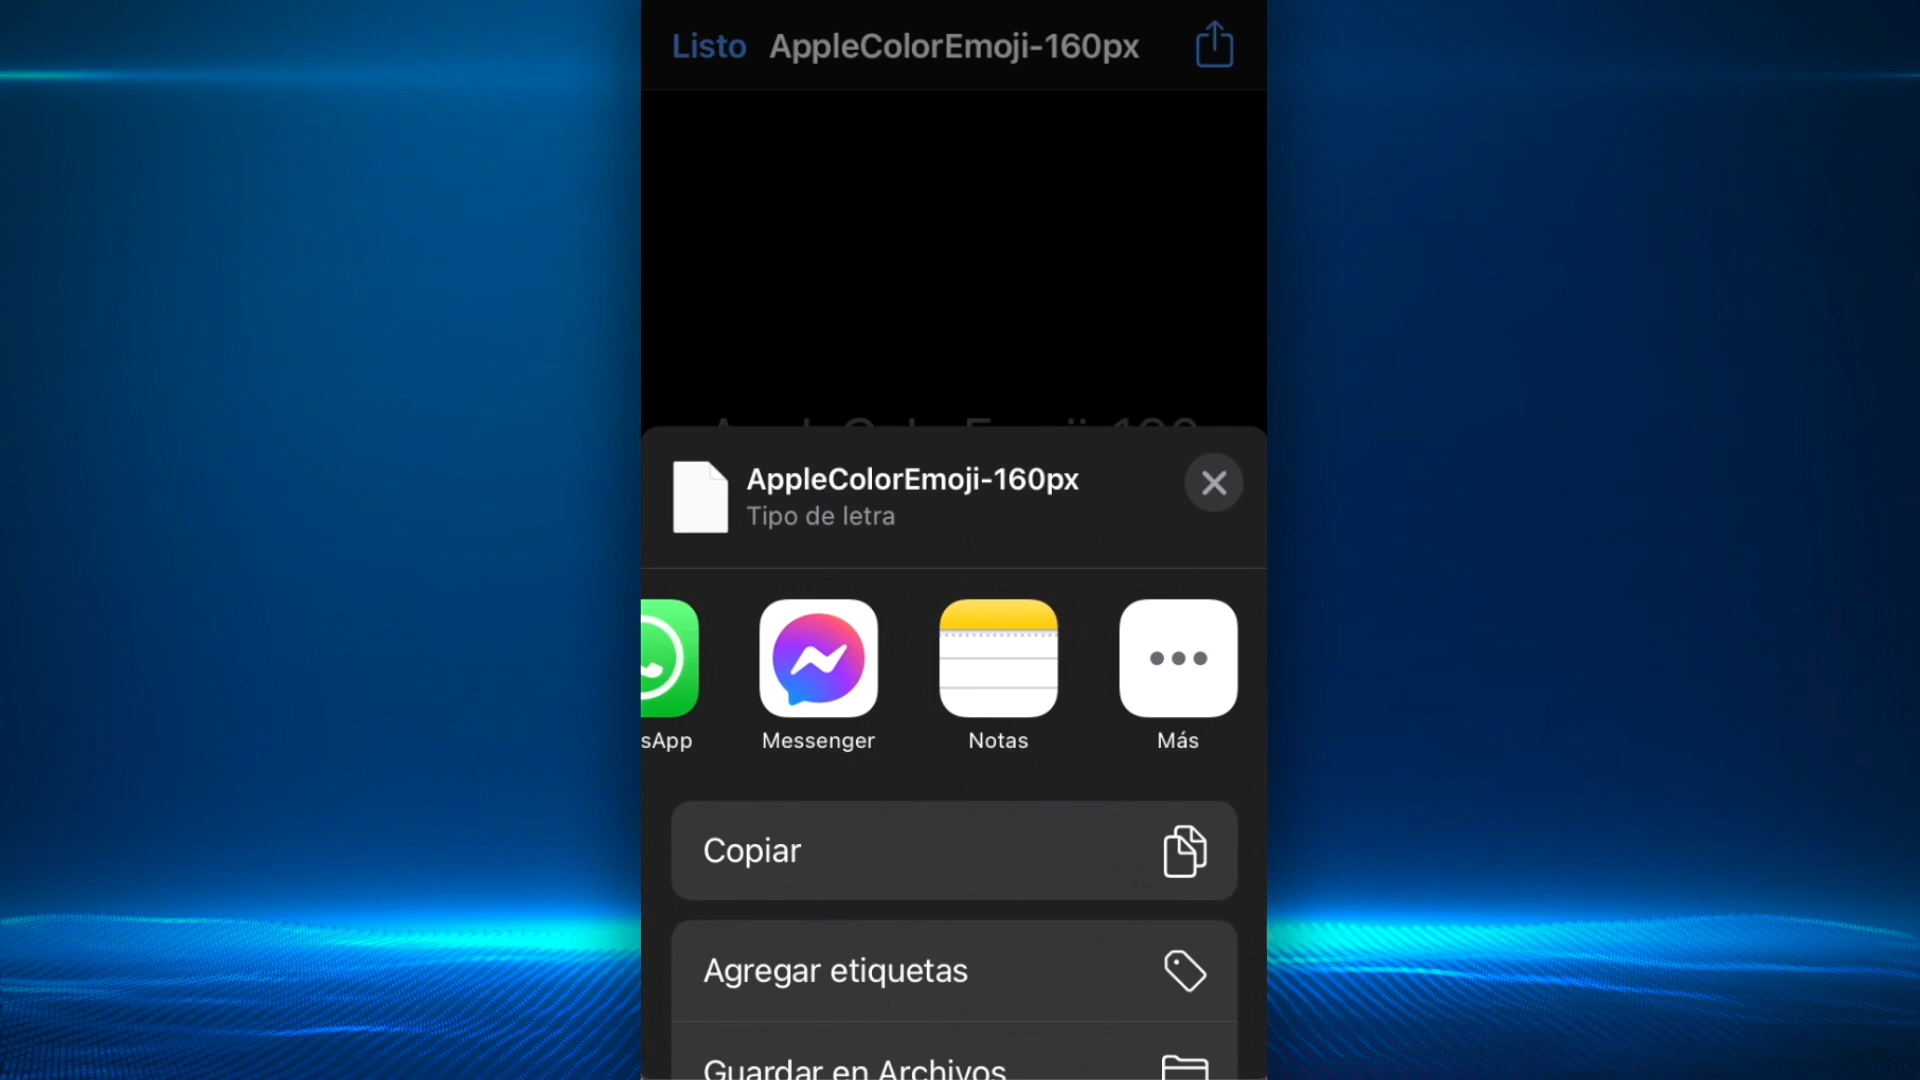 Listo AppleColorEmoji-160px
AppleColorEmoji-160px
Tipo de letra
sApp Messenger Notas Más
Copiar
Agregar etiquetas
Guardar en Archivos